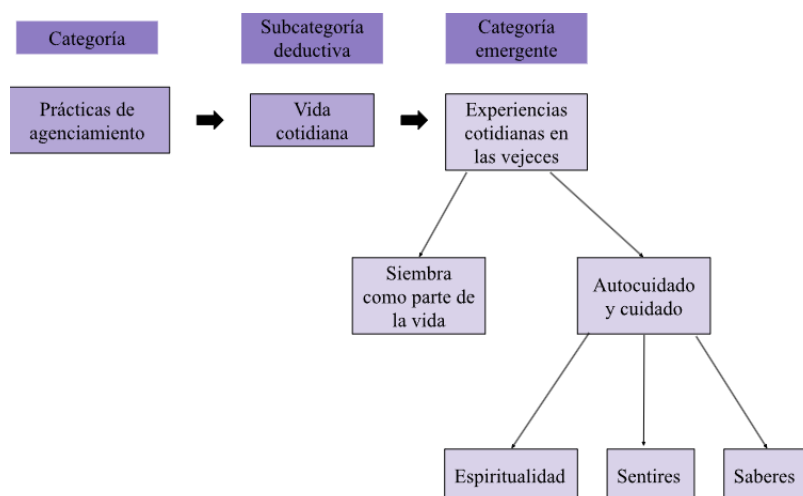 Categoría
Subcategoría
deductiva
Categoría
emergente
Prácticas de
agenciamiento
Vida
cotidiana
Experiencias
cotidianas en
las vejeces
Siembra
como parte de
la vida
Autocuidado
y cuidado
Espiritualidad
Sentires
Saberes